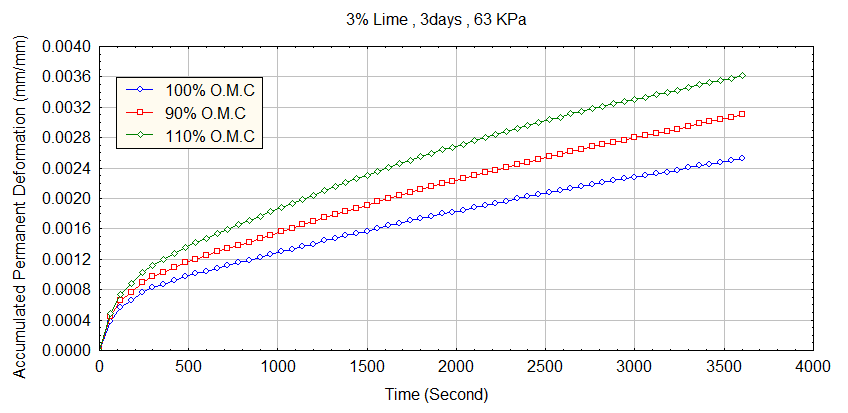 3% Lime , 3days , 63 KPa
Accumulated Permanent Deformation (mm/mm)
0.0040
0.0036
0.0032
0.0028
0.0024
0.0020
0.0016
0.0012
0.0008
0.0004
0.0000
100% O.M.C
90% O.M.C
110% O.M.C
0 500 1000 1500 2000 2500 3000 3500 4000
Time (Second)